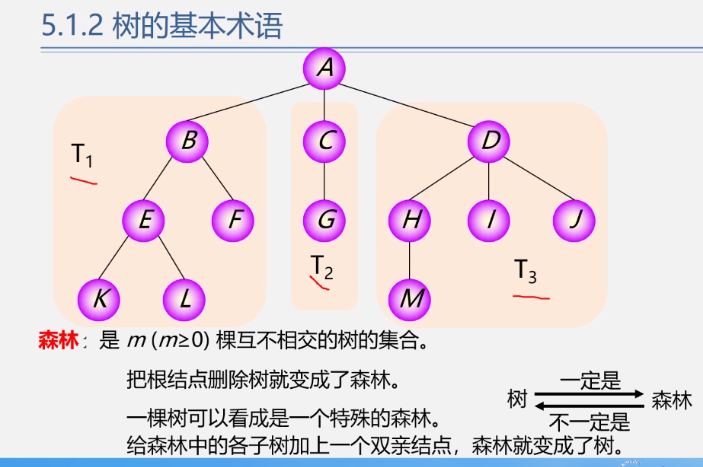 5.1.2 树的基本术语
A
B C D
T1
E F G H I J
T2 T3
K L M
森林：是 m (m≥0) 棵互不相交的树的集合。
把根结点删除树就变成了森林。
一定是
树 森林
不一定是
一棵树可以看成是一个特殊的森林。
给森林中的各子树加上一个双亲结点，森林就变成了树。